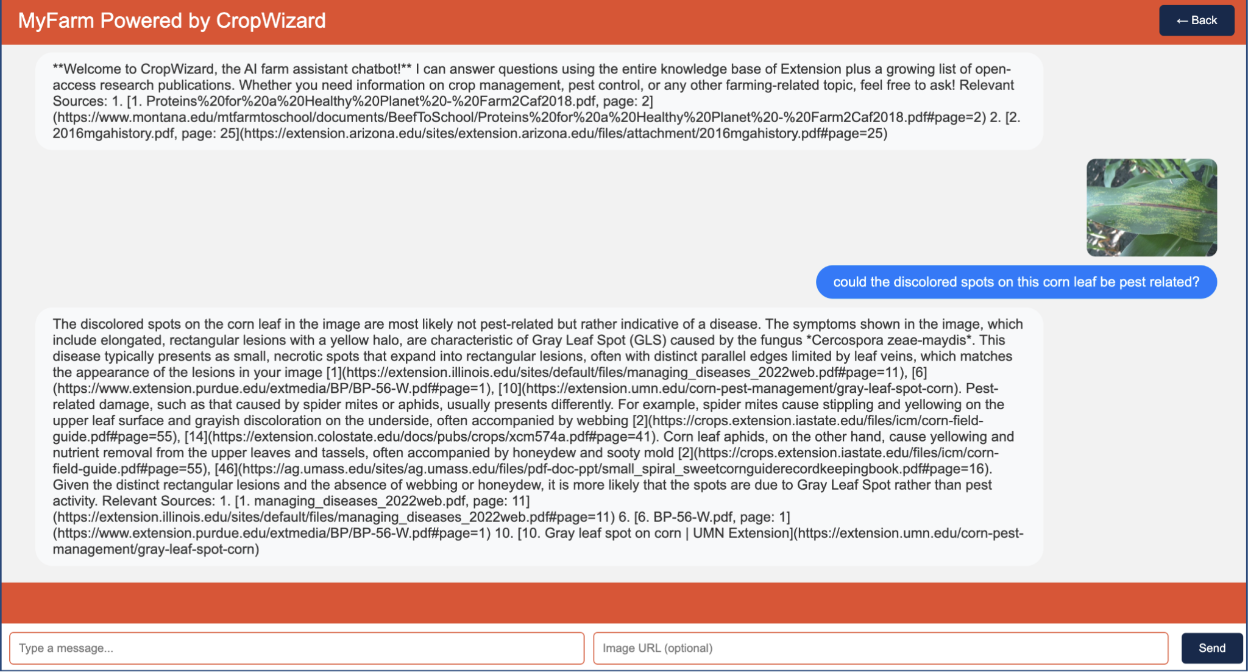 MyFarm Powered by CropWizard
← Back
**Welcome to CropWizard, the AI farm assistant chatbot!** I can answer questions using the entire knowledge base of Extension plus a growing list of open-
access research publications. Whether you need information on crop management, pest control, or any other farming-related topic, feel free to ask! Relevant
Sources: 1. [1. Proteins%20for%20a%20Healthy%20Planet%20-%20Farm2Caf2018.pdf, page: 2]
(https://www.montana.edu/mtfarmtoschool/documents/BeefToSchool/Proteins%20for%20a%20Healthy%20Planet%20-%20Farm2Caf2018.pdf#page=2) 2. [2.
2016mgahistory.pdf, page: 25](https://extension.arizona.edu/sites/extension.arizona.edu/files/attachment/2016mgahistory.pdf#page=25)
could the discolored spots on this corn leaf be pest related?
The discolored spots on the corn leaf in the image are most likely not pest-related but rather indicative of a disease. The symptoms shown in the image, which
include elongated, rectangular lesions with a yellow halo, are characteristic of Gray Leaf Spot (GLS) caused by the fungus *Cercospora zeae-maydis*. This
disease typically presents as small, necrotic spots that expand into rectangular lesions, often with distinct parallel edges limited by leaf veins, which matches
the appearance of the lesions in your image [1](https://extension.illinois.edu/sites/default/files/managing_diseases_2022web.pdf#page=11), [6]
(https://www.extension.purdue.edu/extmedia/BP/BP-56-W.pdf#page=1), [10](https://extension.umn.edu/corn-pest-management/gray-leaf-spot-corn). Pest-
related damage, such as that caused by spider mites or aphids, usually presents differently. For example, spider mites cause stippling and yellowing on the
upper leaf surface and grayish discoloration on the underside, often accompanied by webbing [2](https://crops.extension.iastate.edu/files/icm/corn-field-
guide.pdf#page=55), [14](https://extension.colostate.edu/docs/pubs/crops/xcm574a.pdf#page=41). Corn leaf aphids, on the other hand, cause yellowing and
nutrient removal from the upper leaves and tassels, often accompanied by honeydew and sooty mold [2](https://crops.extension.iastate.edu/files/icm/corn-
field-guide.pdf#page=55), [46](https://ag.umass.edu/sites/ag.umass.edu/files/pdf-doc-ppt/small_spiral_sweetcornguiderecordkeepingbook.pdf#page=16).
Given the distinct rectangular lesions and the absence of webbing or honeydew, it is more likely that the spots are due to Gray Leaf Spot rather than pest
activity. Relevant Sources: 1. [1. managing_diseases_2022web.pdf, page: 11]
(https://extension.illinois.edu/sites/default/files/managing_diseases_2022web.pdf#page=11) 6. [6. BP-56-W.pdf, page: 1]
(https://www.extension.purdue.edu/extmedia/BP/BP-56-W.pdf#page=1) 10. [10. Gray leaf spot on corn | UMN Extension](https://extension.umn.edu/corn-pest-
management/gray-leaf-spot-corn)
Type a message...
Image URL (optional)
Send